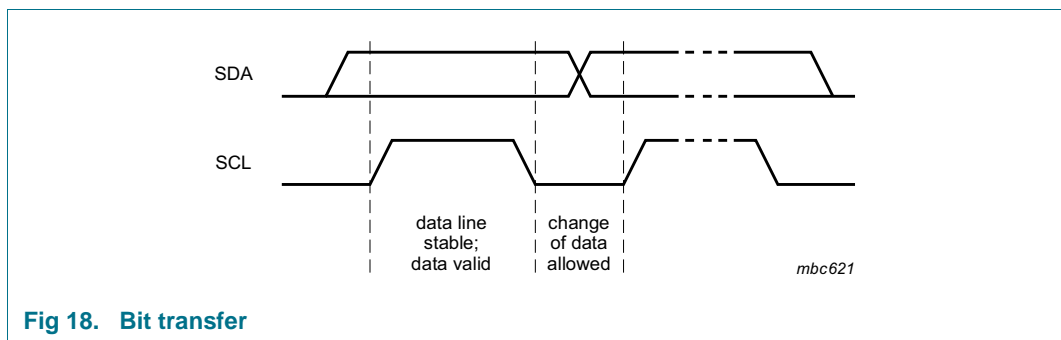 SDA
SCL
data line
stable;
data valid
change
of data
allowed
mbc621
Fig 18. Bit transfer